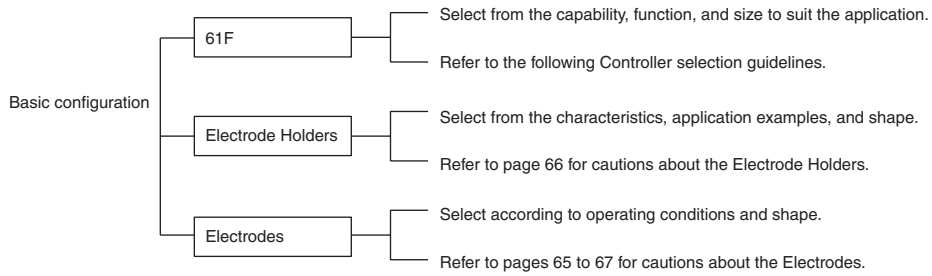 Basic configuration
61F
Select from the capability, function, and size to suit the application.
Refer to the following Controller selection guidelines.
Electrode Holders
Select from the characteristics, application examples, and shape.
Refer to page 66 for cautions about the Electrode Holders.
Electrodes
Select according to operating conditions and shape.
Refer to pages 65 to 67 for cautions about the Electrodes.